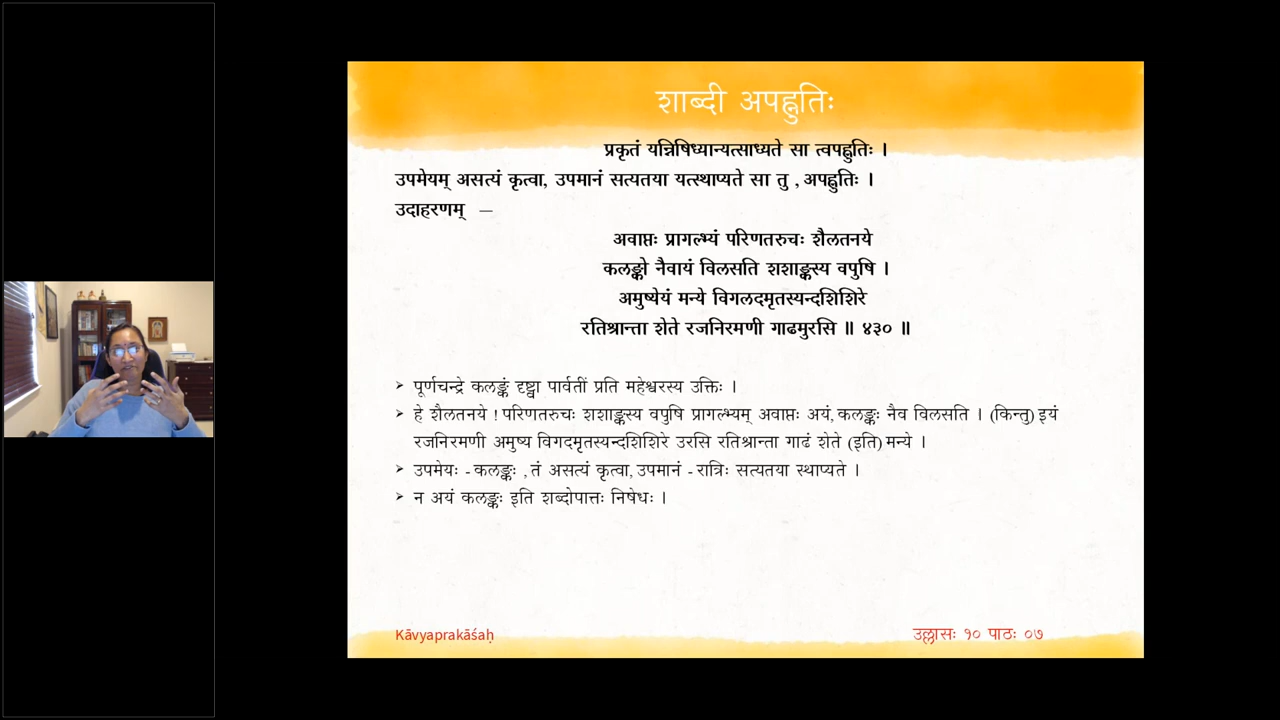 शाब्दी अपह्नुतिः
प्रकृतं यन्निषिध्यान्यत्साध्यते सा त्वपह्नुतिः ।
उपमेयम् असत्यं कृत्वा, उपमानं सत्यतया यत्स्थाप्यते सा तु , अपह्नुतिः ।
उदाहरणम् –
अवाप्तः प्रागल्भ्यं परिणतरुचः शैलतनये
कलङ्को नैवायं विलसति शशाङ्कस्य वपुषि ।
अमुष्येयं मन्ये विगलदमृतस्यन्दशिशिरे
रतिश्रान्ता शेते रजनिरमणी गाढमुरसि ॥ ४३० ॥
➢ पूर्णचन्द्रे कलङ्कं दृष्ट्वा पार्वतीं प्रति महेश्वरस्य उक्तिः ।
➢ हे शैलतनये ! परिणतरुचः शशाङ्कस्य वपुषि प्रागल्भ्यम् अवाप्तः अयं, कलङ्कः नैव विलसति । (किन्तु) इयं
रजनिरमणी अमुष्य विगदमृतस्यन्दशिशिरे उरसि रतिश्रान्ता गाढं शेते (इति) मन्ये ।
➢ उपमेयः - कलङ्कः , तं असत्यं कृत्वा, उपमानं - रात्रिः सत्यतया स्थाप्यते ।
➢ न अयं कलङ्कः इति शब्दोपात्तः निषेधः ।
Kāvyaprakāśaḥ
उल्लासः १० पाठः ०७